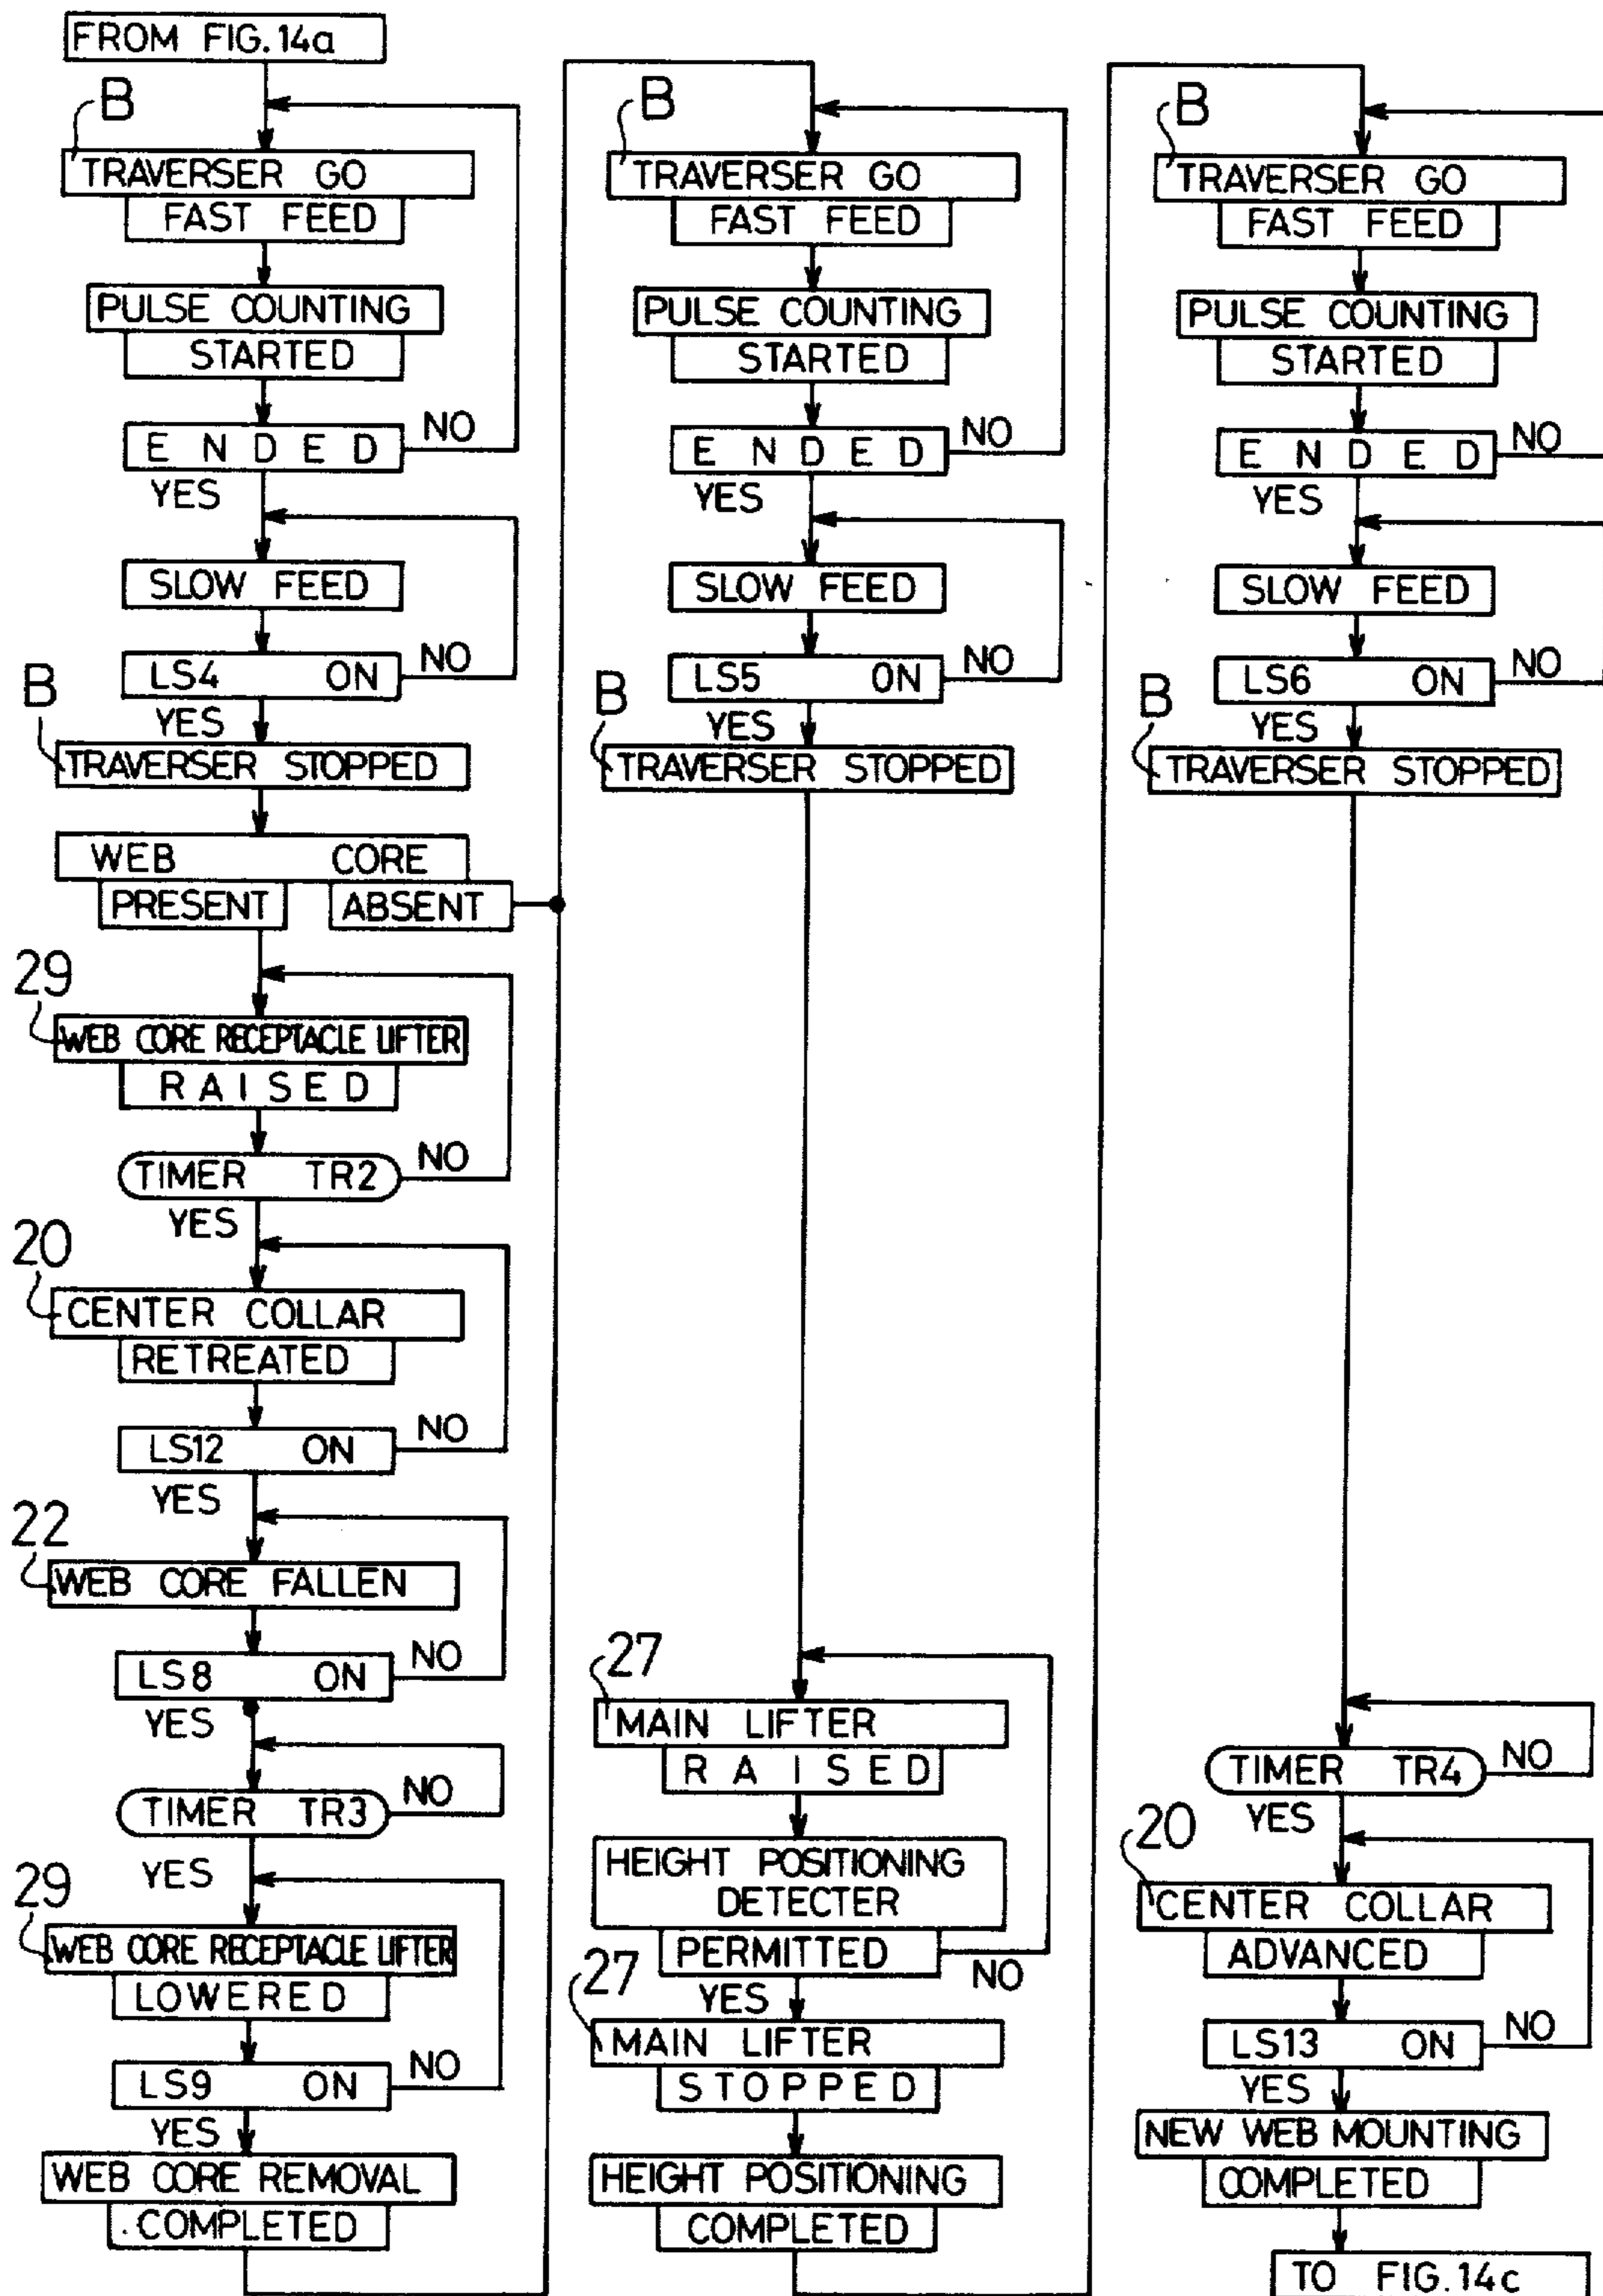 FROM FIG.14a
B
TRAVERSER GO
FAST FEED
PULSE COUNTING
STARTED
ENDED NO
YES
SLOW FEED
LS4 ON NO
B YES
TRAVERSER STOPPED
WEB CORE
PRESENT ABSENT
29
WEB CORE RECEPTACLE LIFTER
RAISED
TIMER TR2 NO
YES
20
CENTER COLLAR
RETREATED
LS12 ON NO
YES
22
WEB CORE FALLEN
LS8 ON NO
YES
TIMER TR3 NO
YES
29
WEB CORE RECEPTACLE LIFTER
LOWERED
LS9 ON NO
YES
WEB CORE REMOVAL
COMPLETED
B
TRAVERSER GO
FAST FEED
PULSE COUNTING
STARTED
ENDED NO
YES
SLOW FEED
LS5 ON NO
B YES
TRAVERSER STOPPED
27
MAIN LIFTER
RAISED
HEIGHT POSITIONING
DETECTER
PERMITTED NO
27 YES
MAIN LIFTER
STOPPED
HEIGHT POSITIONING
COMPLETED
B
TRAVERSER GO
FAST FEED
PULSE COUNTING
STARTED
ENDED NO
YES
SLOW FEED
LS6 ON NO
B YES
TRAVERSER STOPPED
TIMER TR4 NO
YES
20
CENTER COLLAR
ADVANCED
LS13 ON NO
YES
NEW WEB MOUNTING
COMPLETED
TO FIG.14c